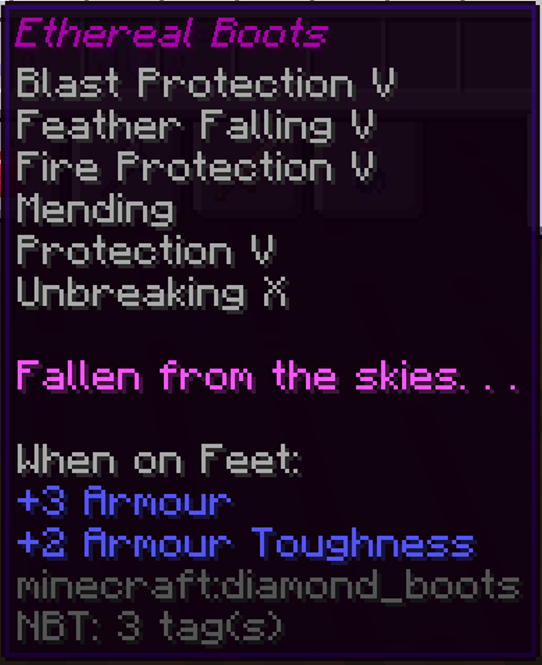 Ethereal Boots
Blast Protection V
Feather Falling V
Fire Protection V
Mending
Protection V
Unbreaking X
Fallen from the skies...
When on Feet:
+3 Armour
+2 Armour Toughness
minecraft:diamond_boots
NBT: 3 tag(s)